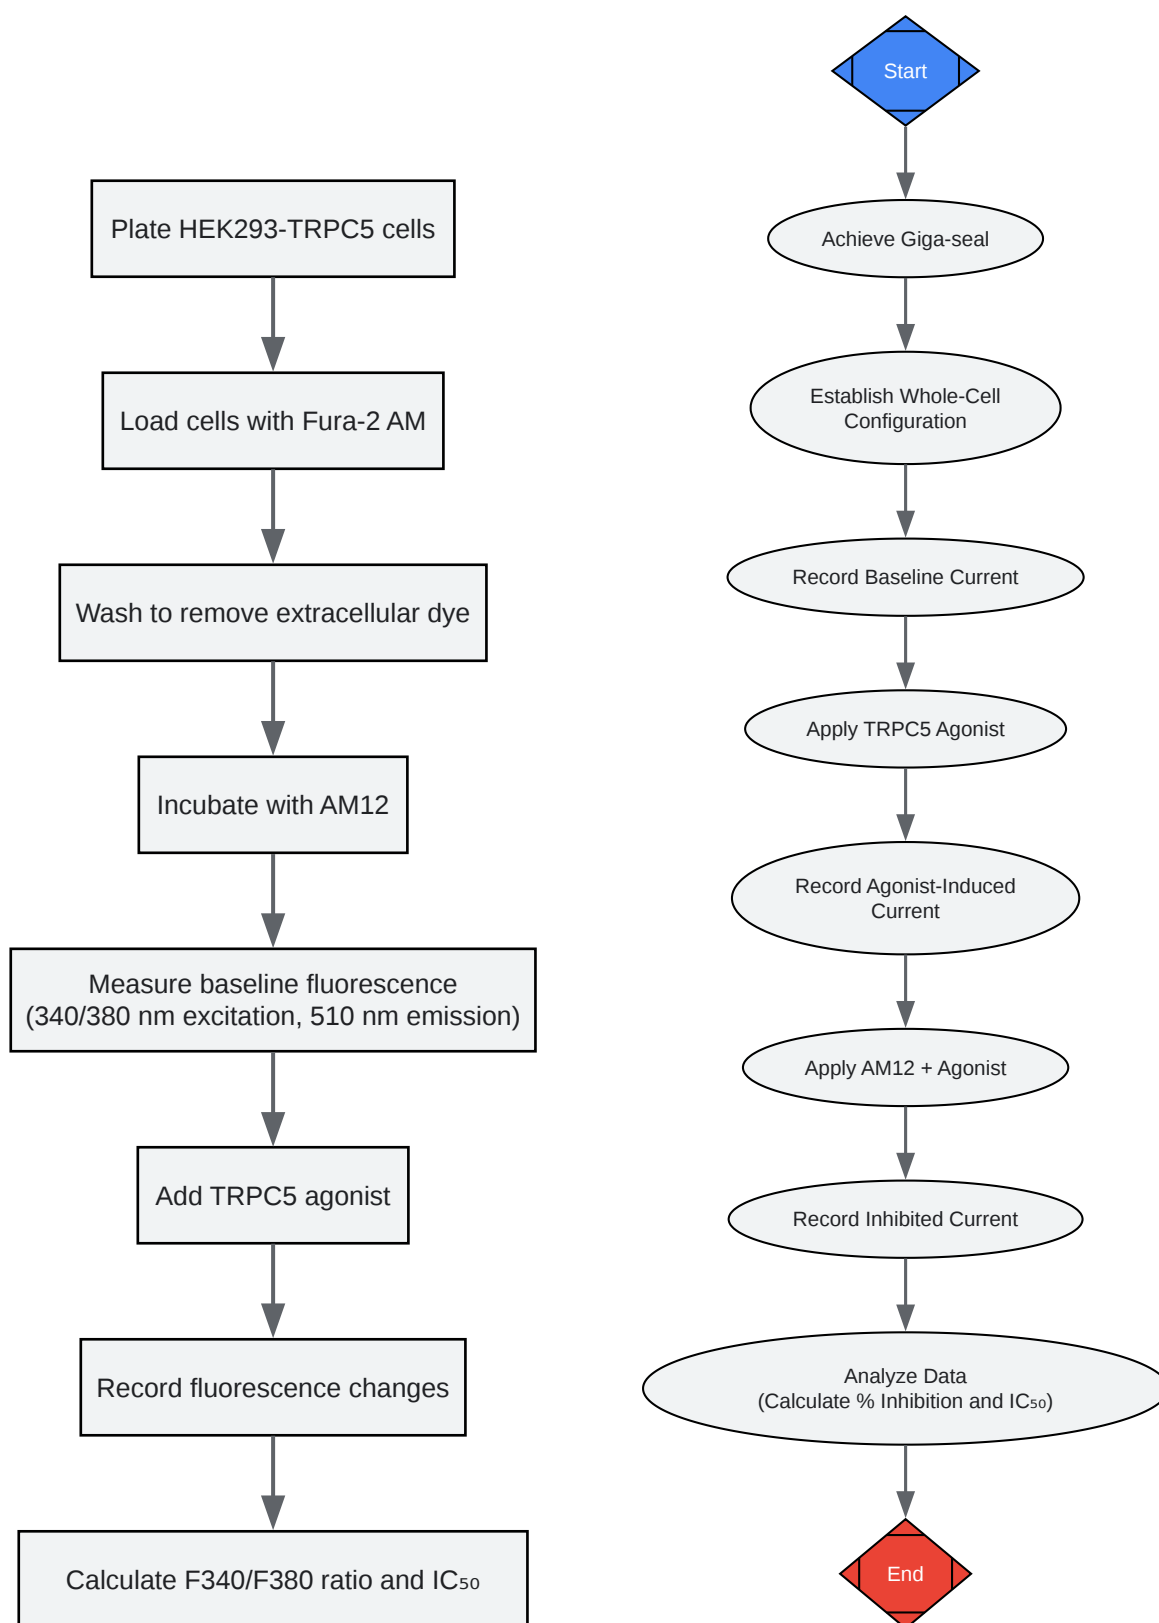 Plate HEK293-TRPC5 cells
Load cells with Fura-2 AM
Wash to remove extracellular dye
Incubate with AM12
Measure baseline fluorescence
(340/380 nm excitation, 510 nm emission)
Add TRPC5 agonist
Record fluorescence changes
Calculate F340/F380 ratio and IC₅₀
Start
Achieve Giga-seal
Establish Whole-Cell
Configuration
Record Baseline Current
Apply TRPC5 Agonist
Record Agonist-Induced
Current
Apply AM12 + Agonist
Record Inhibited Current
Analyze Data
(Calculate % Inhibition and IC₅₀)
End